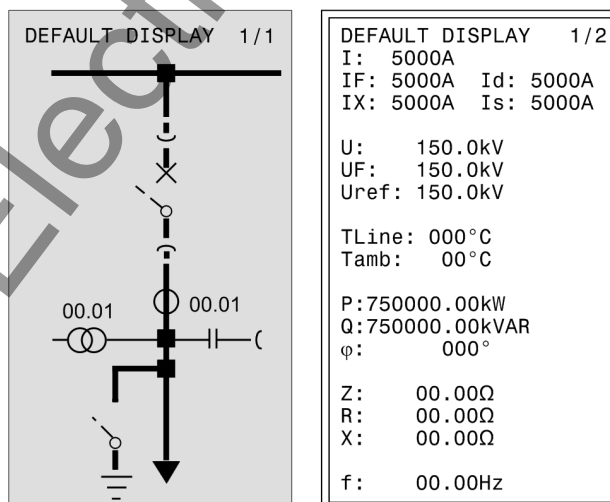 DEFAULT DISPLAY 1/1
00.01 00.01
DEFAULT DISPLAY 1/2
I: 5000A
IF: 5000A Id: 5000A
IX: 5000A Is: 5000A
U: 150.0kV
UF: 150.0kV
Uref: 150.0kV
TLine: 000°C
Tamb: 00°C
P:750000.00kW
Q:750000.00kVAR
φ: 000°
Z: 00.00Ω
R: 00.00Ω
X: 00.00Ω
f: 00.00Hz
Electr